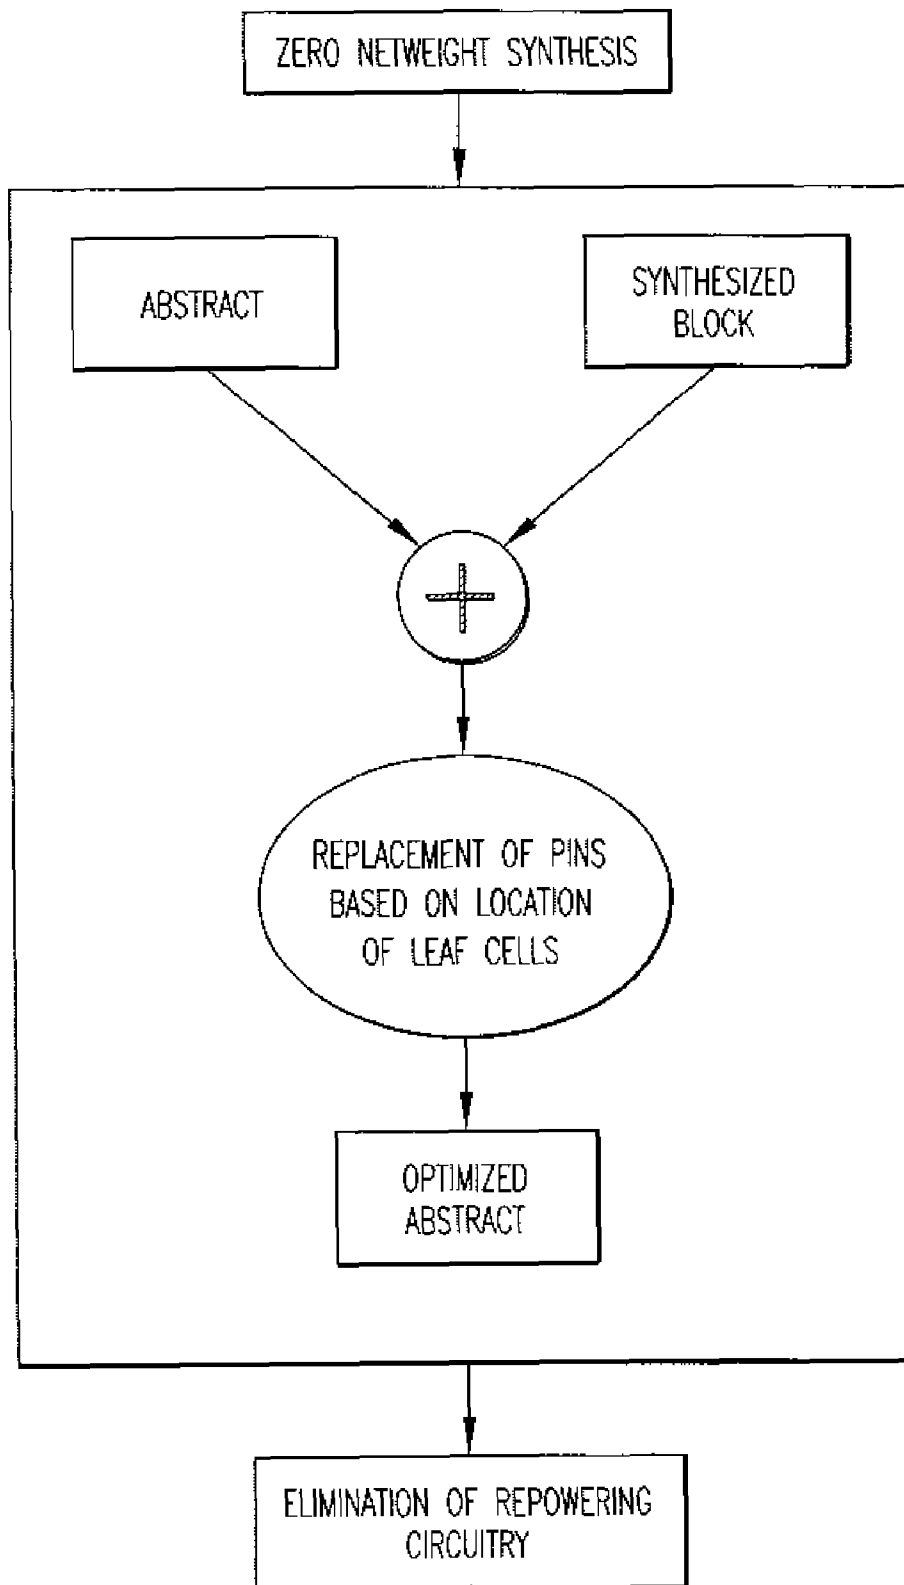 ZERO NETWEIGHT SYNTHESIS
ABSTRACT
SYNTHESIZED
BLOCK
REPLACEMENT OF PINS
BASED ON LOCATION
OF LEAF CELLS
OPTIMIZED
ABSTRACT
ELIMINATION OF REPOWERING
CIRCUITRY